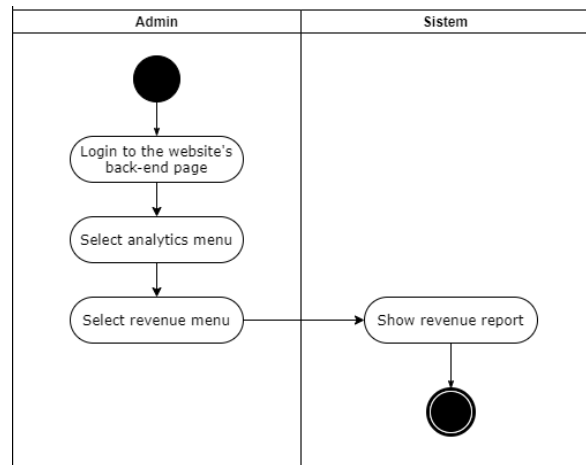 Admin
Sistem
Login to the website's
back-end page
Select analytics menu
Select revenue menu
Show revenue report